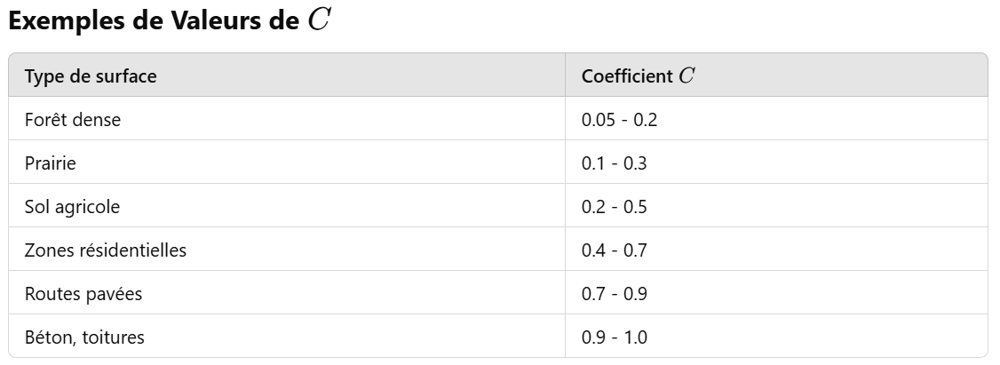 Exemples de Valeurs de C
Type de surface Coefficient C
Forêt dense 0.05 - 0.2
Prairie 0.1 - 0.3
Sol agricole 0.2 - 0.5
Zones résidentielles 0.4 - 0.7
Routes pavées 0.7 - 0.9
Béton, toitures 0.9 - 1.0